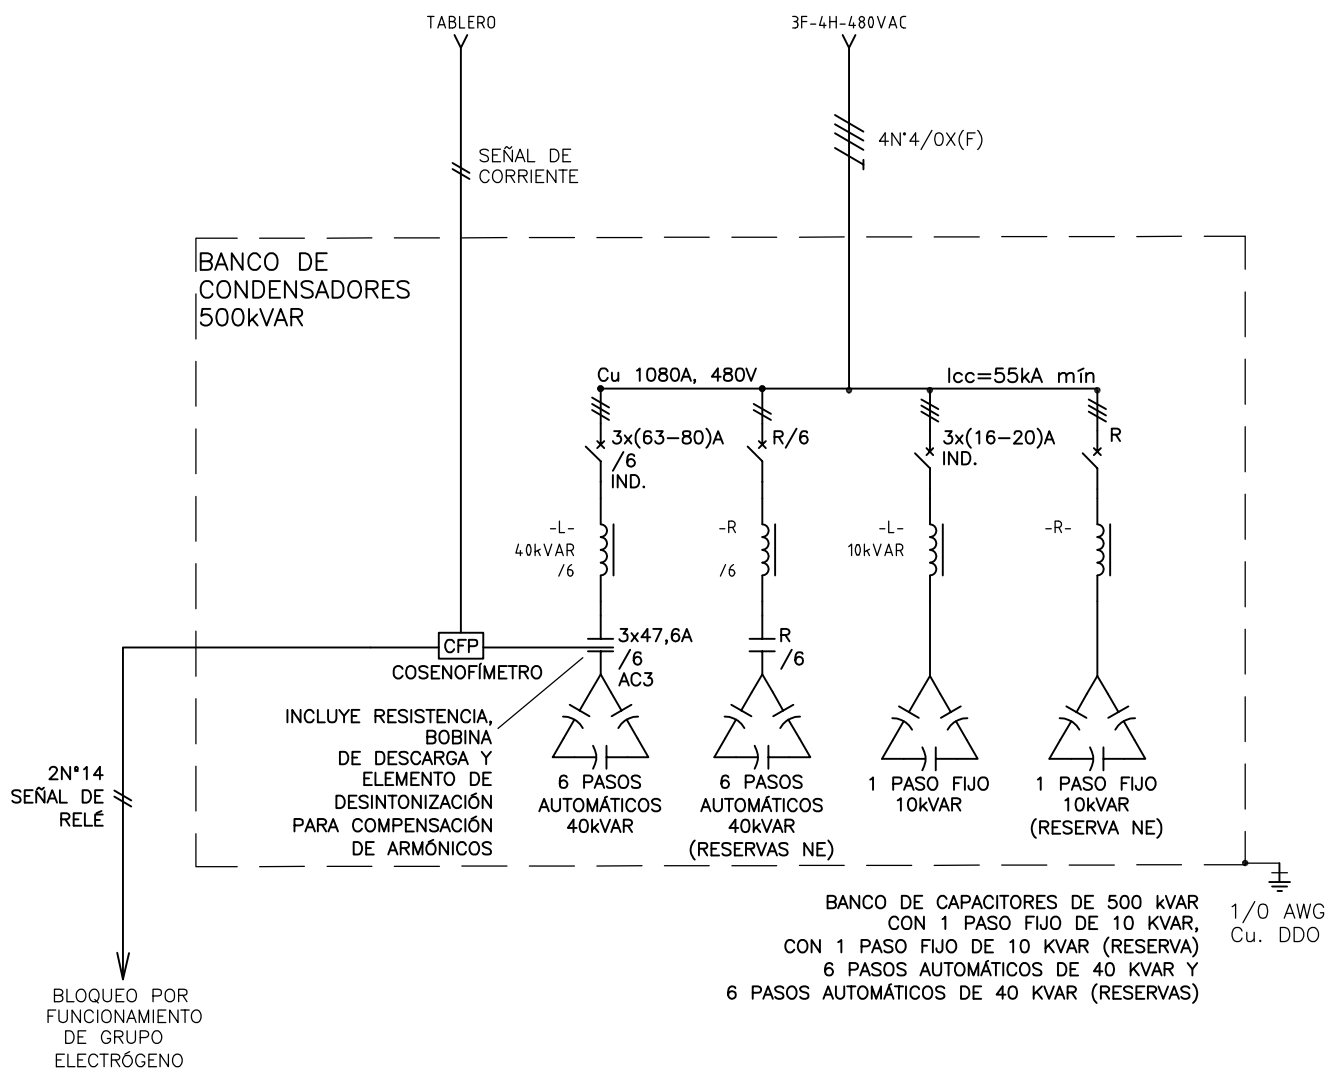 TABLERO
3F-4H-480VAC
4N°4/0X(F)
SEÑAL DE
CORRIENTE
BANCO DE
CONDENSADORES
500kVAR
Cu 1080A, 480V
Icc=55kA mín
3x(63-80)A
/6
IND.
R/6
3x(16-20)A
IND.
R
-L-
40kVAR
/6
-R
/6
-L-
10kVAR
-R-
CFP
COSENOFÍMETRO
3x47,6A
/6
AC3
R
/6
INCLUYE RESISTENCIA,
BOBINA
DE DESCARGA Y
ELEMENTO DE
DESINTONIZACIÓN
PARA COMPENSACIÓN
DE ARMÓNICOS
6 PASOS
AUTOMÁTICOS
40kVAR
6 PASOS
AUTOMÁTICOS
40kVAR
(RESERVAS NE)
1 PASO FIJO
10kVAR
1 PASO FIJO
10kVAR
(RESERVA NE)
2N°14
SEÑAL DE
RELÉ
BANCO DE CAPACITORES DE 500 kVAR
CON 1 PASO FIJO DE 10 KVAR,
CON 1 PASO FIJO DE 10 KVAR (RESERVA)
6 PASOS AUTOMÁTICOS DE 40 KVAR Y
6 PASOS AUTOMÁTICOS DE 40 KVAR (RESERVAS)
1/0 AWG
Cu. DDO
BLOQUEO POR
FUNCIONAMIENTO
DE GRUPO
ELECTRÓGENO